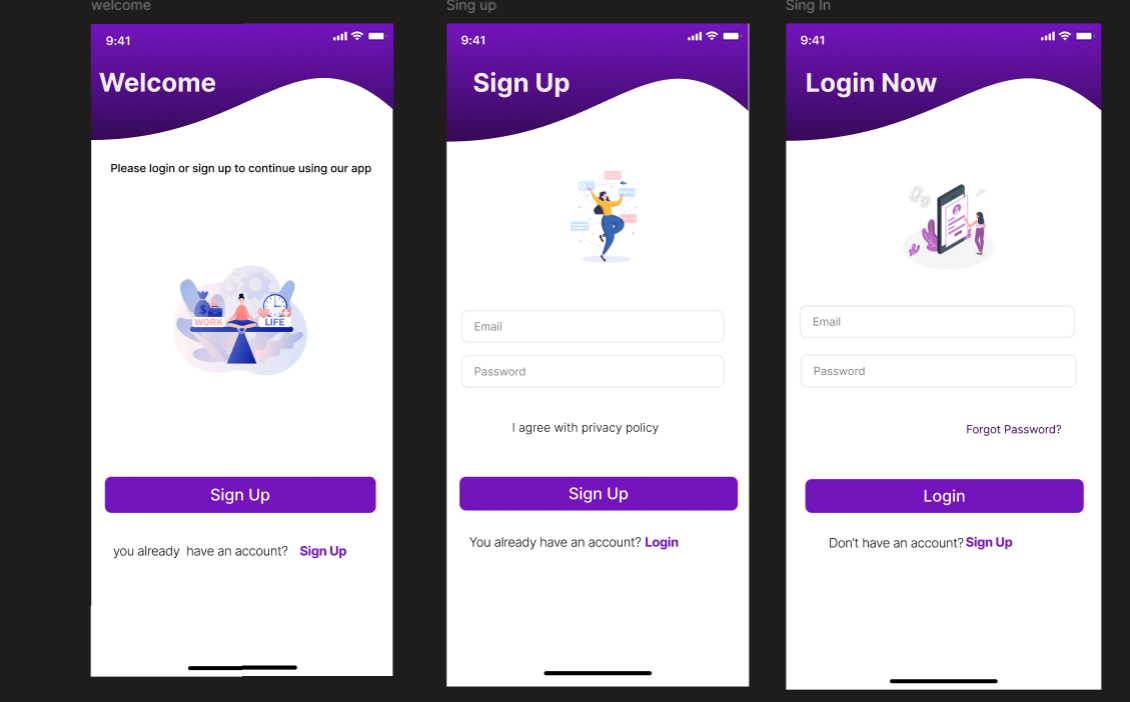 welcome
9:41
Welcome
Please login or sign up to continue using our app
$
WORK
LIFE
Sign Up
you already have an account? Sign Up
Sing up
9:41
Sign Up
Email
Password
I agree with privacy policy
Sign Up
You already have an account? Login
Sing In
9:41
Login Now
Email
Password
Forgot Password?
Login
Don't have an account? Sign Up